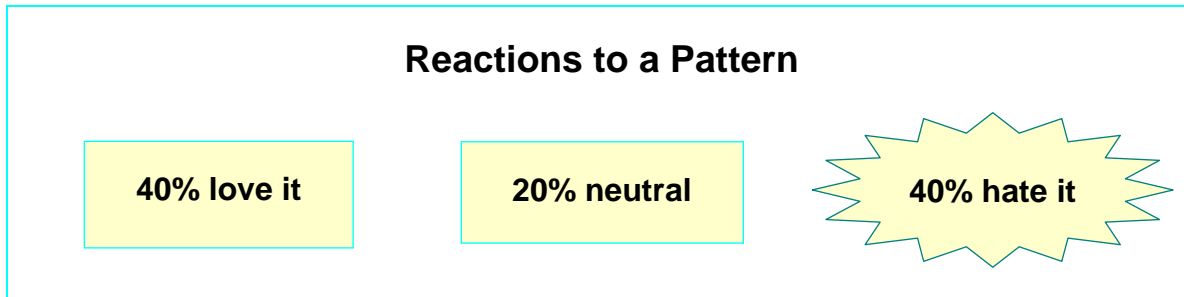 Reactions to a Pattern
40% love it
20% neutral
40% hate it